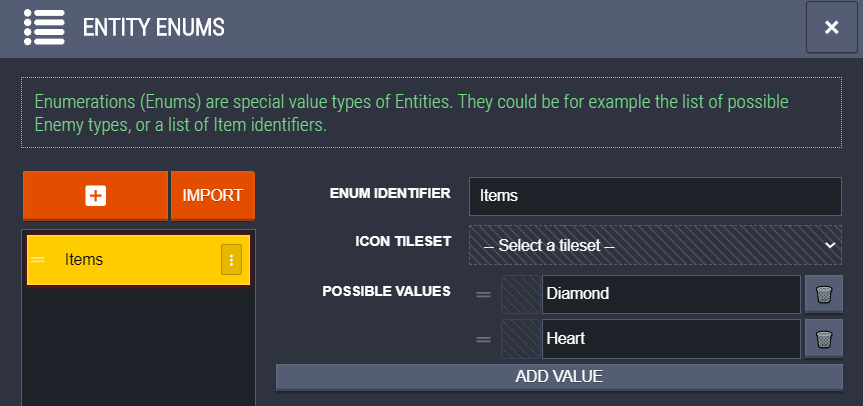 ENTITY ENUMS
Enumerations (Enums) are special value types of Entities. They could be for example the list of possible
Enemy types, or a list of Item identifiers.
IMPORT
Items
ENUM IDENTIFIER
Items
ICON TILESET
-- Select a tileset --
POSSIBLE VALUES
Diamond
Heart
ADD VALUE